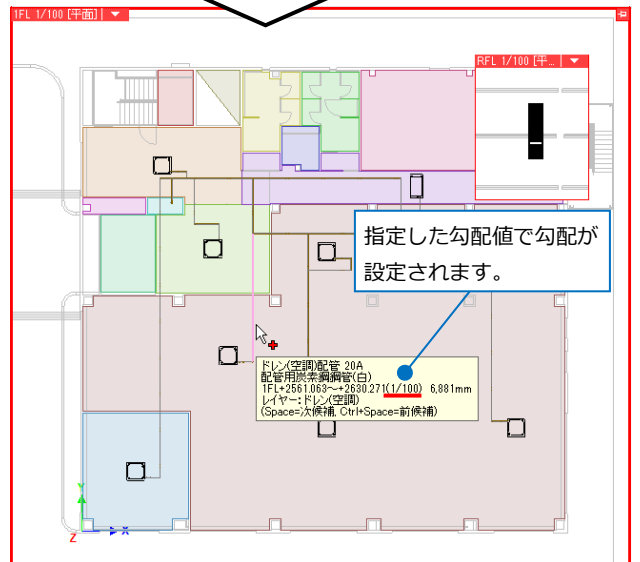 1FL 1/100 [平面]
RFL 1/100 [平...
指定した勾配値で勾配が
設定されます。
ドレン(空調)配管 20A
配管用炭素鋼鋼管(白)
1FL+2561.063～+2630.271(1/100) 6,881mm
レイヤー:ドレン(空調)
(Space=次候補, Ctrl+Space=前候補)
Y
Z X